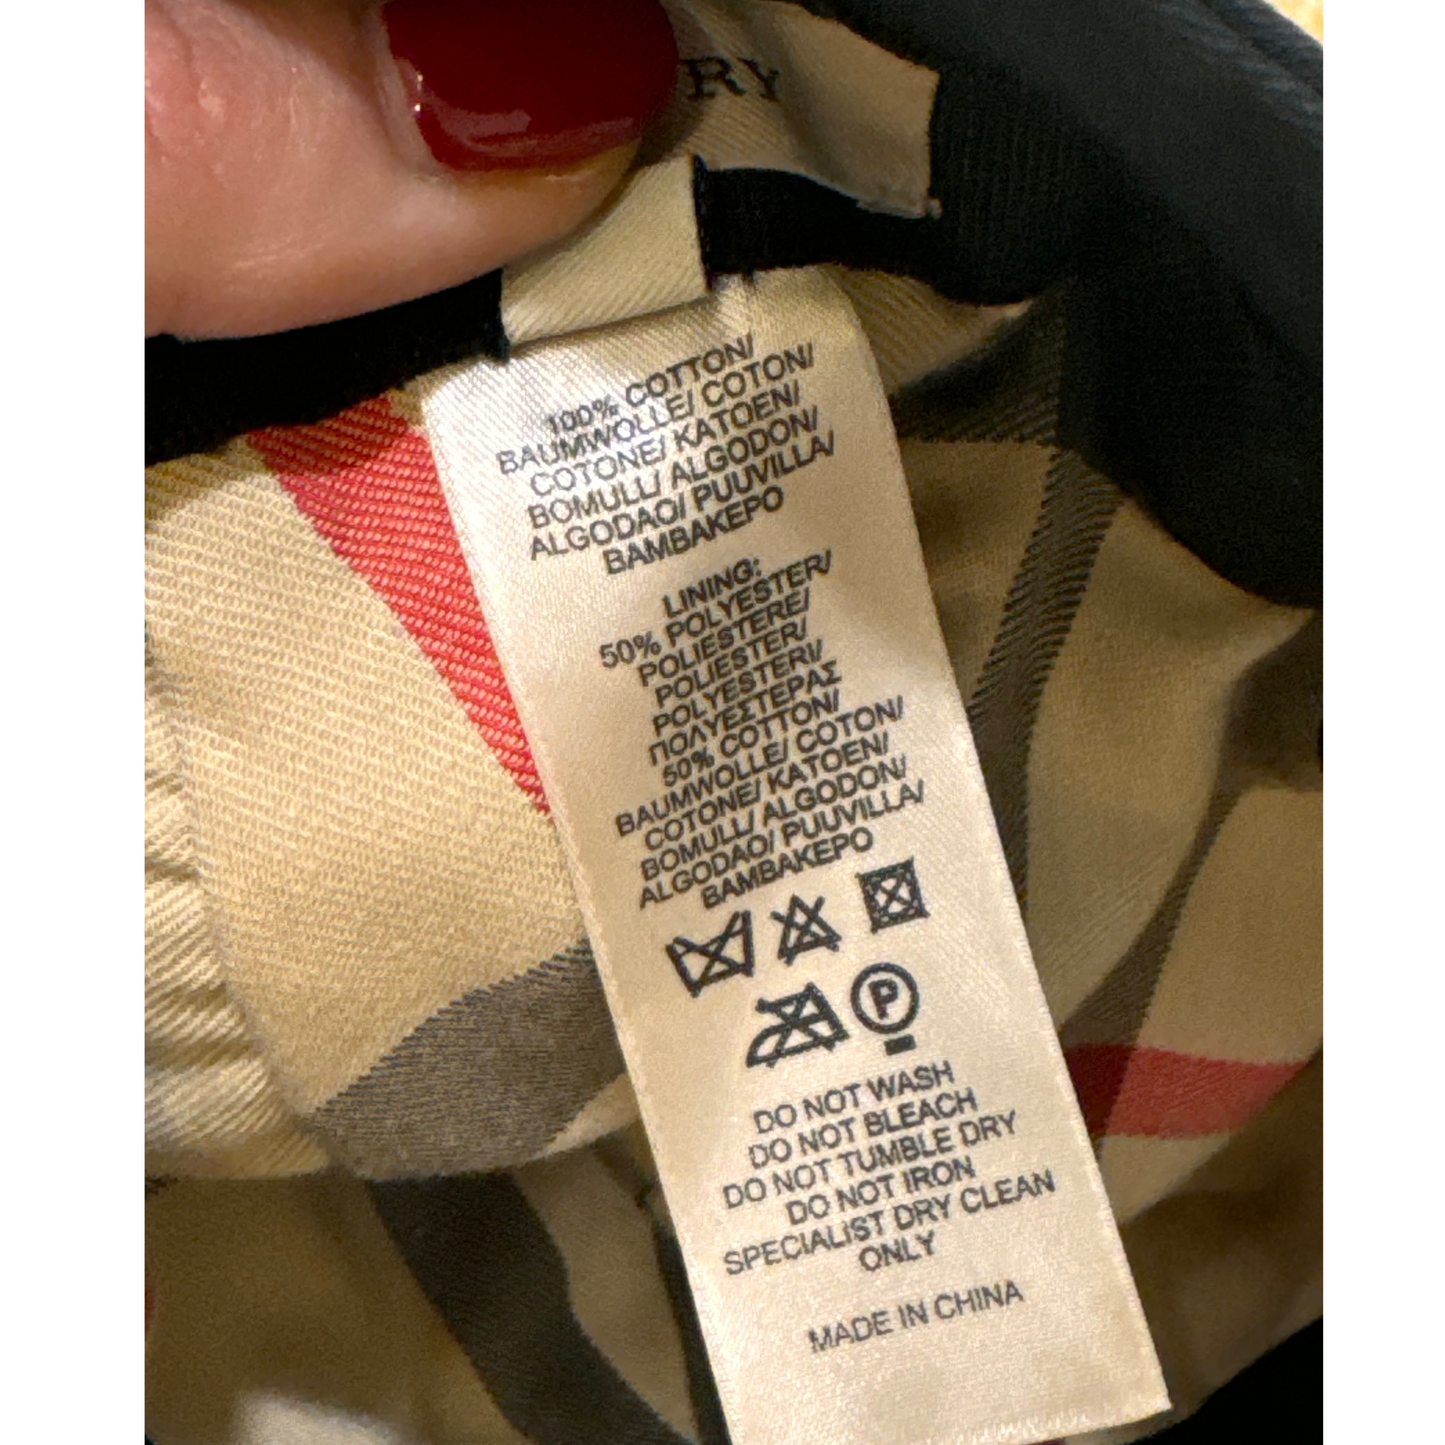 RY
100% COTTON/
BAUMWOLLE/ COTON/
COTONE/ KATOEN/
BOMULL/ ALGODON/
ALGODAO/ PUUVILLA/
BAMBAKEPO
LINING:
50% POLYESTER/
POLIESTERE/
POLIESTER/
POLYESTERI/
ΠΟΛΥΕΣΤΕΡΑΣ
50% COTTON/
BAUMWOLLE/ COTON/
COTONE/ KATOEN/
BOMULL/ ALGODON/
ALGODAO/ PUUVILLA/
BAMBAKEPO
P
DO NOT WASH
DO NOT BLEACH
DO NOT TUMBLE DRY
DO NOT IRON
SPECIALIST DRY CLEAN
ONLY
MADE IN CHINA